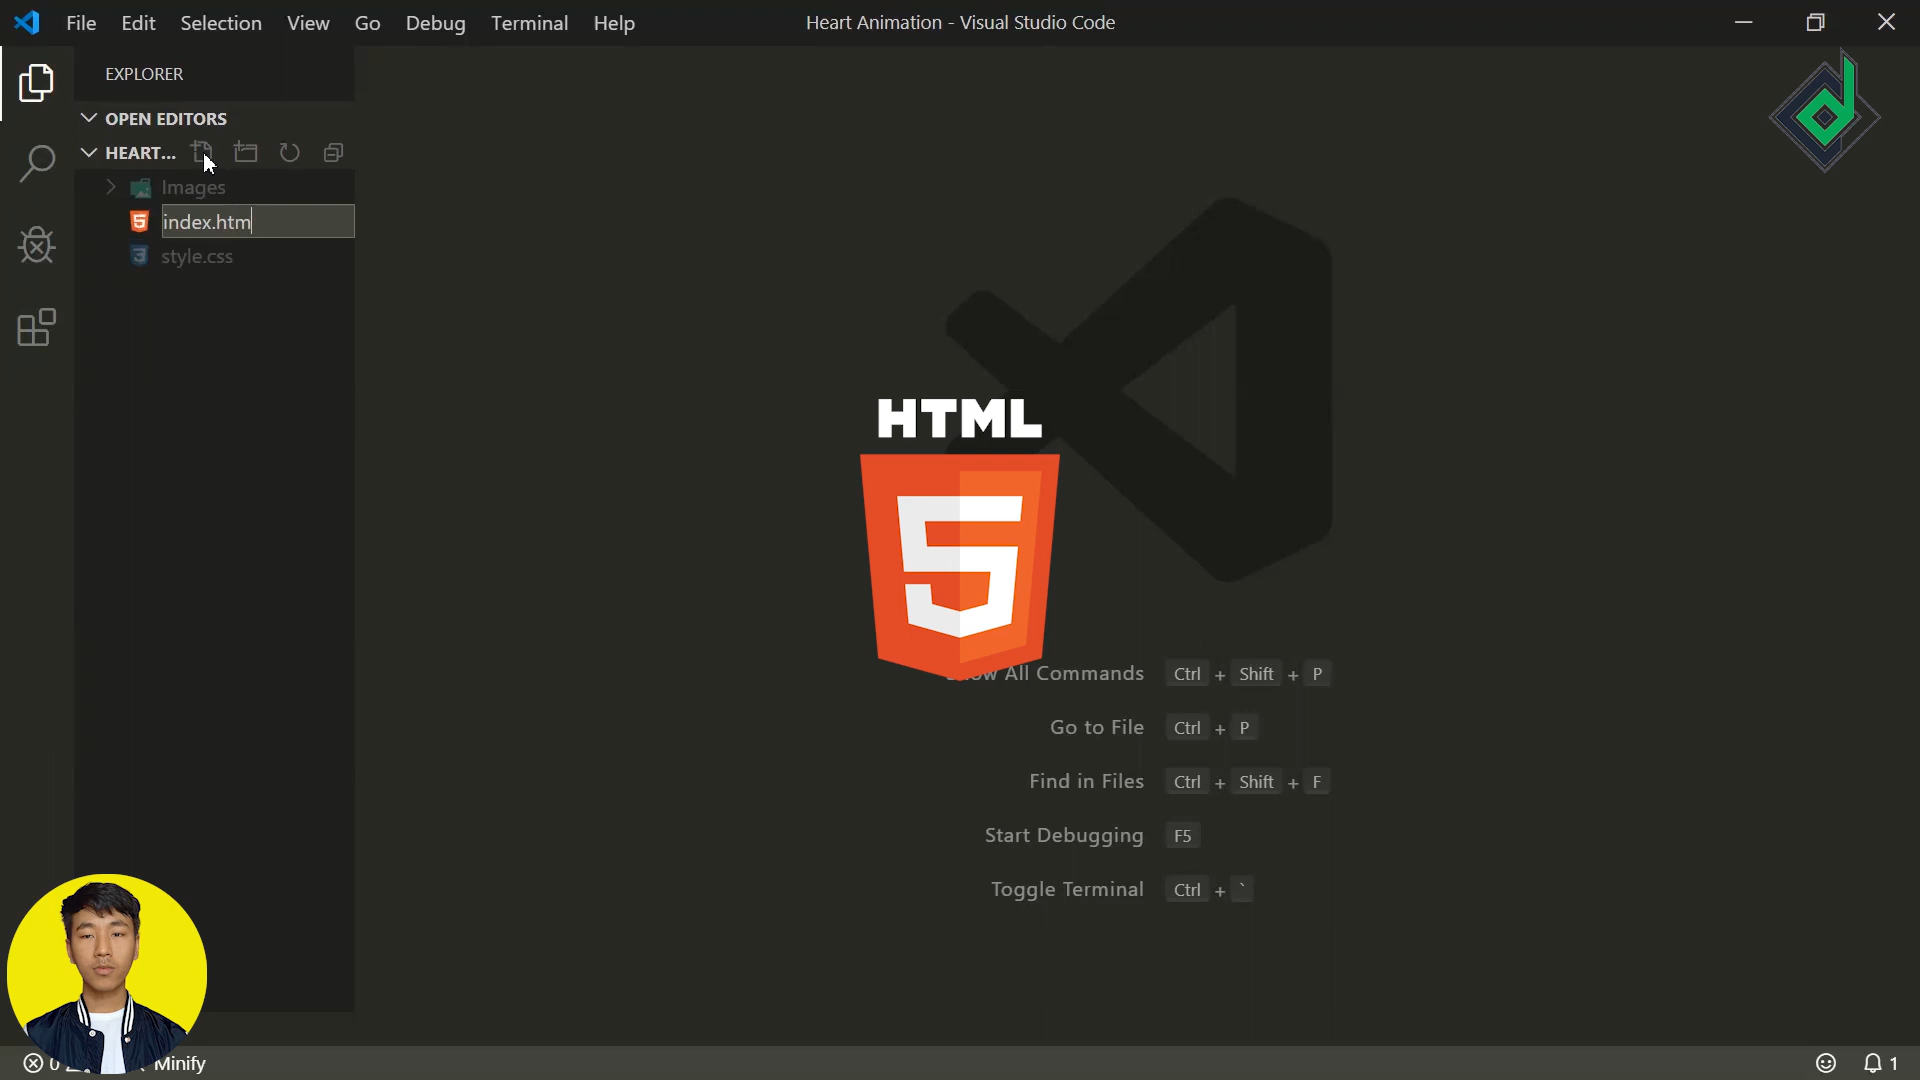 File Edit Selection View Go Debug Terminal Help
Heart Animation - Visual Studio Code
EXPLORER
OPEN EDITORS
HEART...
Images
index.htm
style.css
HTML
5
All Commands Ctrl + Shift + P
Go to File Ctrl + P
Find in Files Ctrl + Shift + F
Start Debugging F5
Toggle Terminal Ctrl + `
0
Minify
1